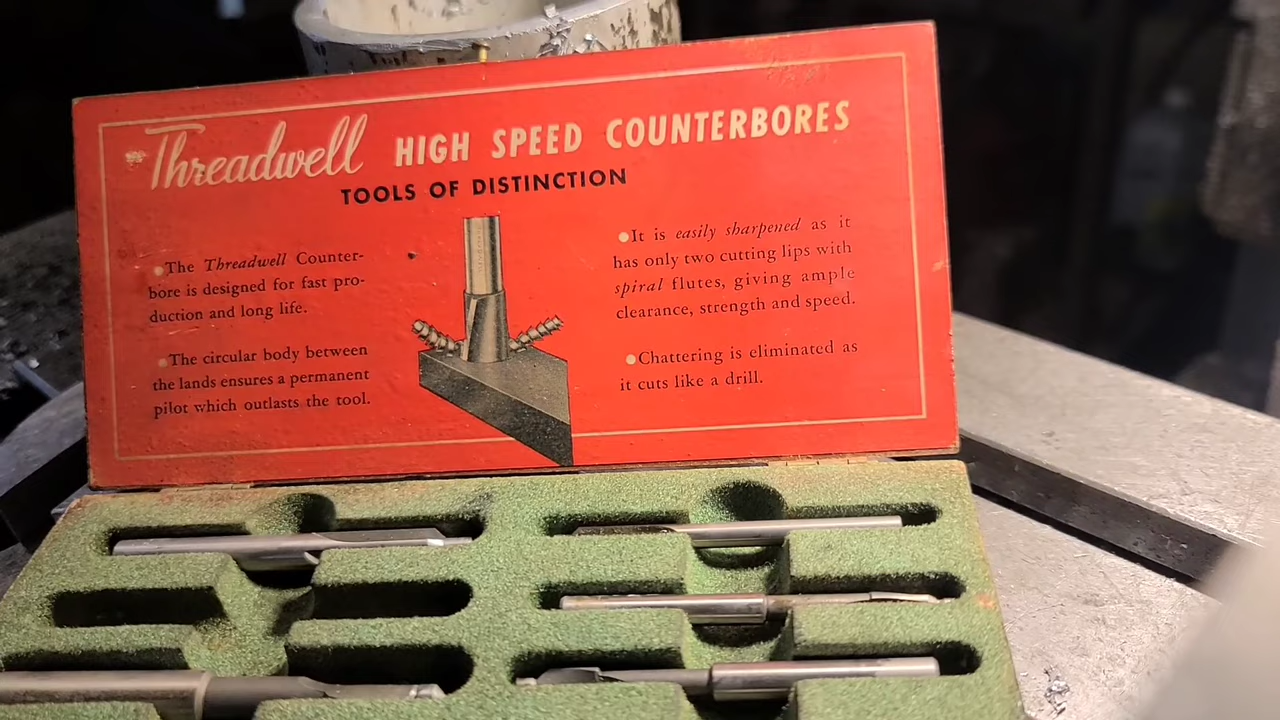 Threadwell HIGH SPEED COUNTERBORES
TOOLS OF DISTINCTION
•The Threadwell Counter-
bore is designed for fast pro-
duction and long life.
•The circular body between
the lands ensures a permanent
pilot which outlasts the tool.
•It is easily sharpened as it
has only two cutting lips with
spiral flutes, giving ample
clearance, strength and speed.
•Chattering is eliminated as
it cuts like a drill.